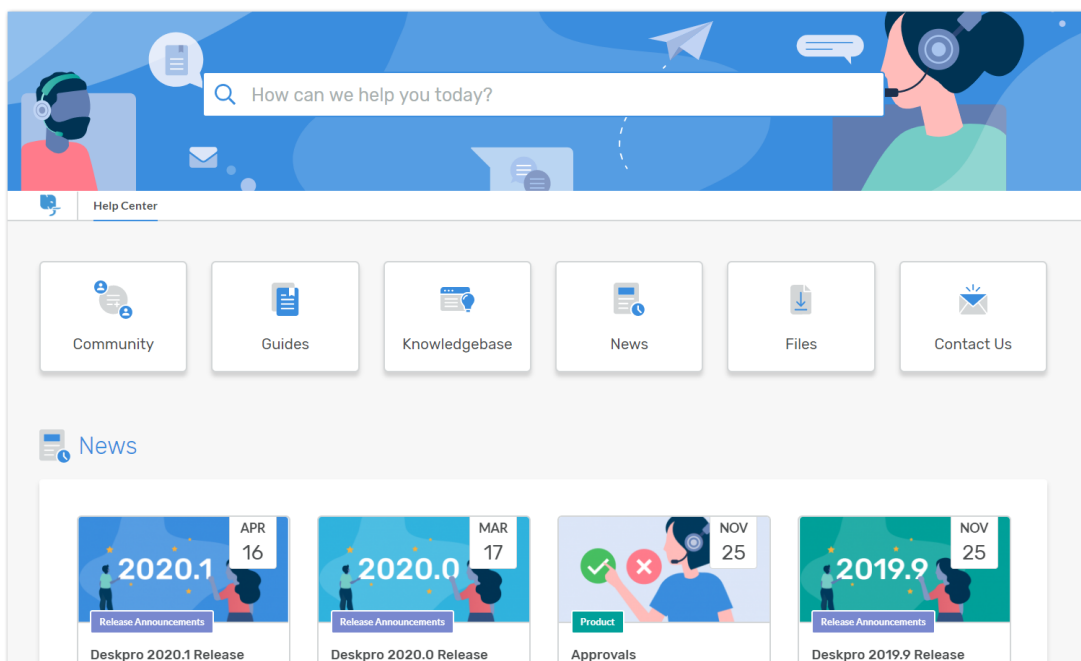 How can we help you today?
Help Center
Community
Guides
Knowledgebase
News
Files
Contact Us
News
APR
16
2020.1
Release Announcements
Deskpro 2020.1 Release
MAR
17
2020.0
Release Announcements
Deskpro 2020.0 Release
NOV
25
Product
Approvals
NOV
25
2019.9
Release Announcements
Deskpro 2019.9 Release